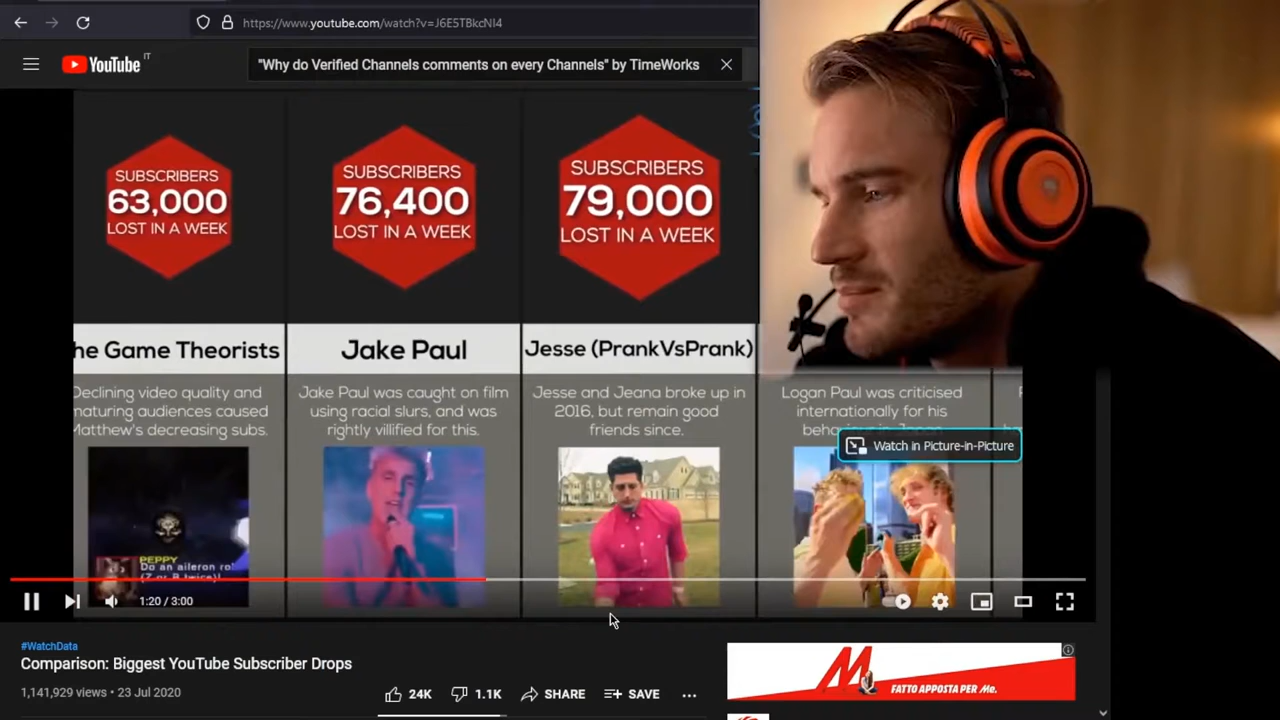 https://www.youtube.com/watch?v=J6E5TBkcNI4
YouTube IT
"Why do Verified Channels comments on every Channels" by TimeWorks
SUBSCRIBERS
63,000
LOST IN A WEEK
SUBSCRIBERS
76,400
LOST IN A WEEK
SUBSCRIBERS
79,000
LOST IN A WEEK
he Game Theorists
Jake Paul
Jesse (PrankVsPrank)
Declining video quality and
maturing audiences caused
Matthew's decreasing subs.
Jake Paul was caught on film
using racial slurs, and was
rightly villified for this.
Jesse and Jeana broke up in
2016, but remain good
friends since.
Logan Paul was criticised
internationally for his
behaviour in Japan
Watch in Picture-in-Picture
PEPPY
Do an aileron rol
(Z or R twice)!
1:20 / 3:00
#WatchData
Comparison: Biggest YouTube Subscriber Drops
1,141,929 views • 23 Jul 2020
24K
1.1K
SHARE
SAVE
M
FATTO APPOSTA PER Me.